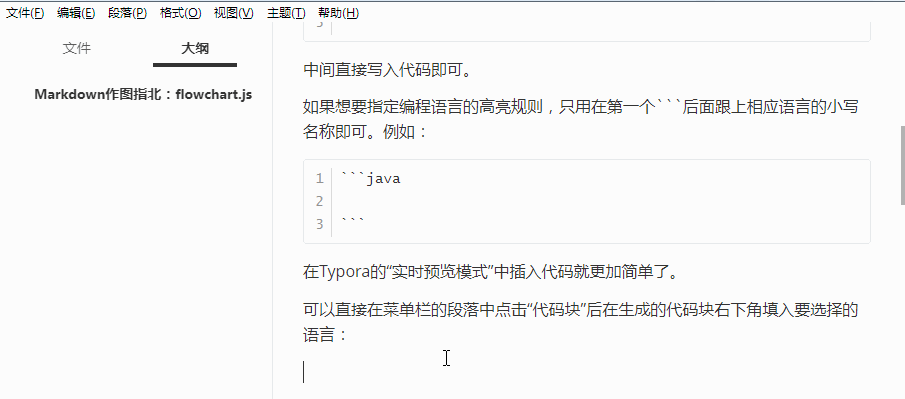 文件(F) 编辑(E) 段落(P) 格式(O) 视图(V) 主题(T) 帮助(H)
文件 大纲
Markdown作图指北：flowchart.js
3
中间直接写入代码即可。
如果想要指定编程语言的高亮规则，只用在第一个```后面跟上相应语言的小写
名称即可。例如：
1 ```java
2
3 ```
在Typora的“实时预览模式”中插入代码就更加简单了。
可以直接在菜单栏的段落中点击“代码块”后在生成的代码块右下角填入要选择的
语言：